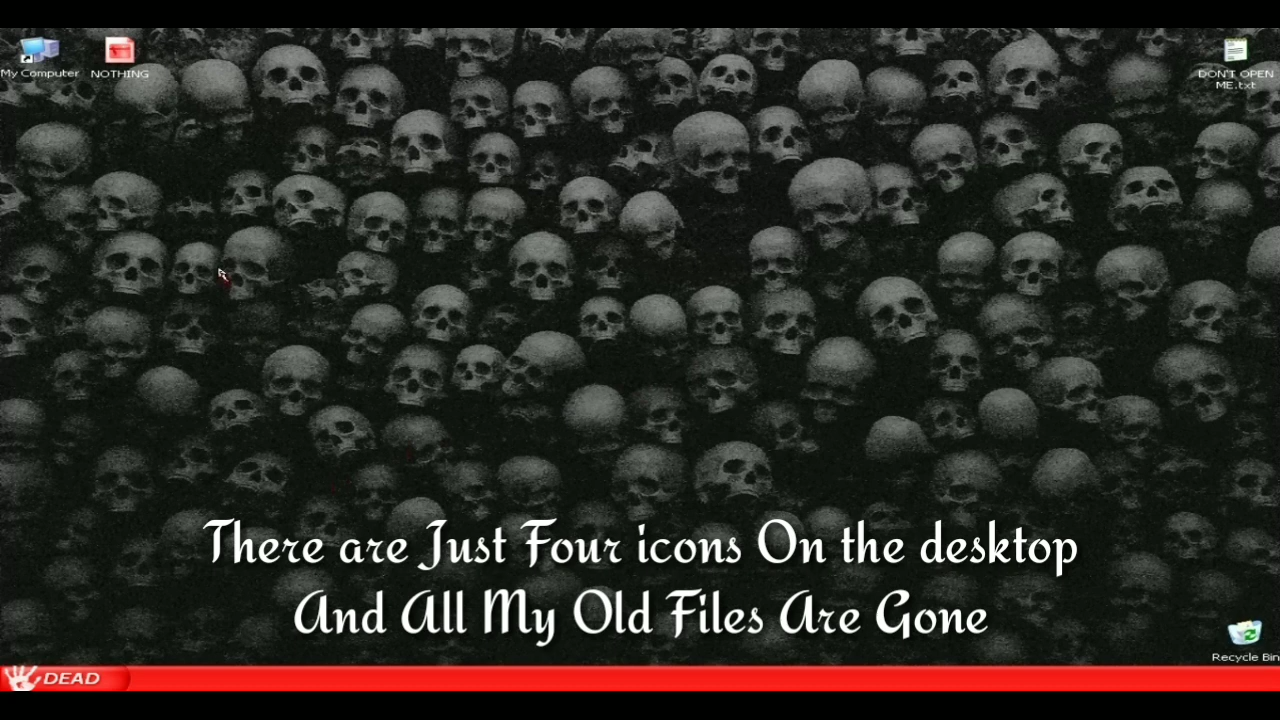 My Computer
NOTHING
DON'T OPEN
ME.txt
There are Just Four icons On the desktop
And All My Old Files Are Gone
Recycle Bin
DEAD